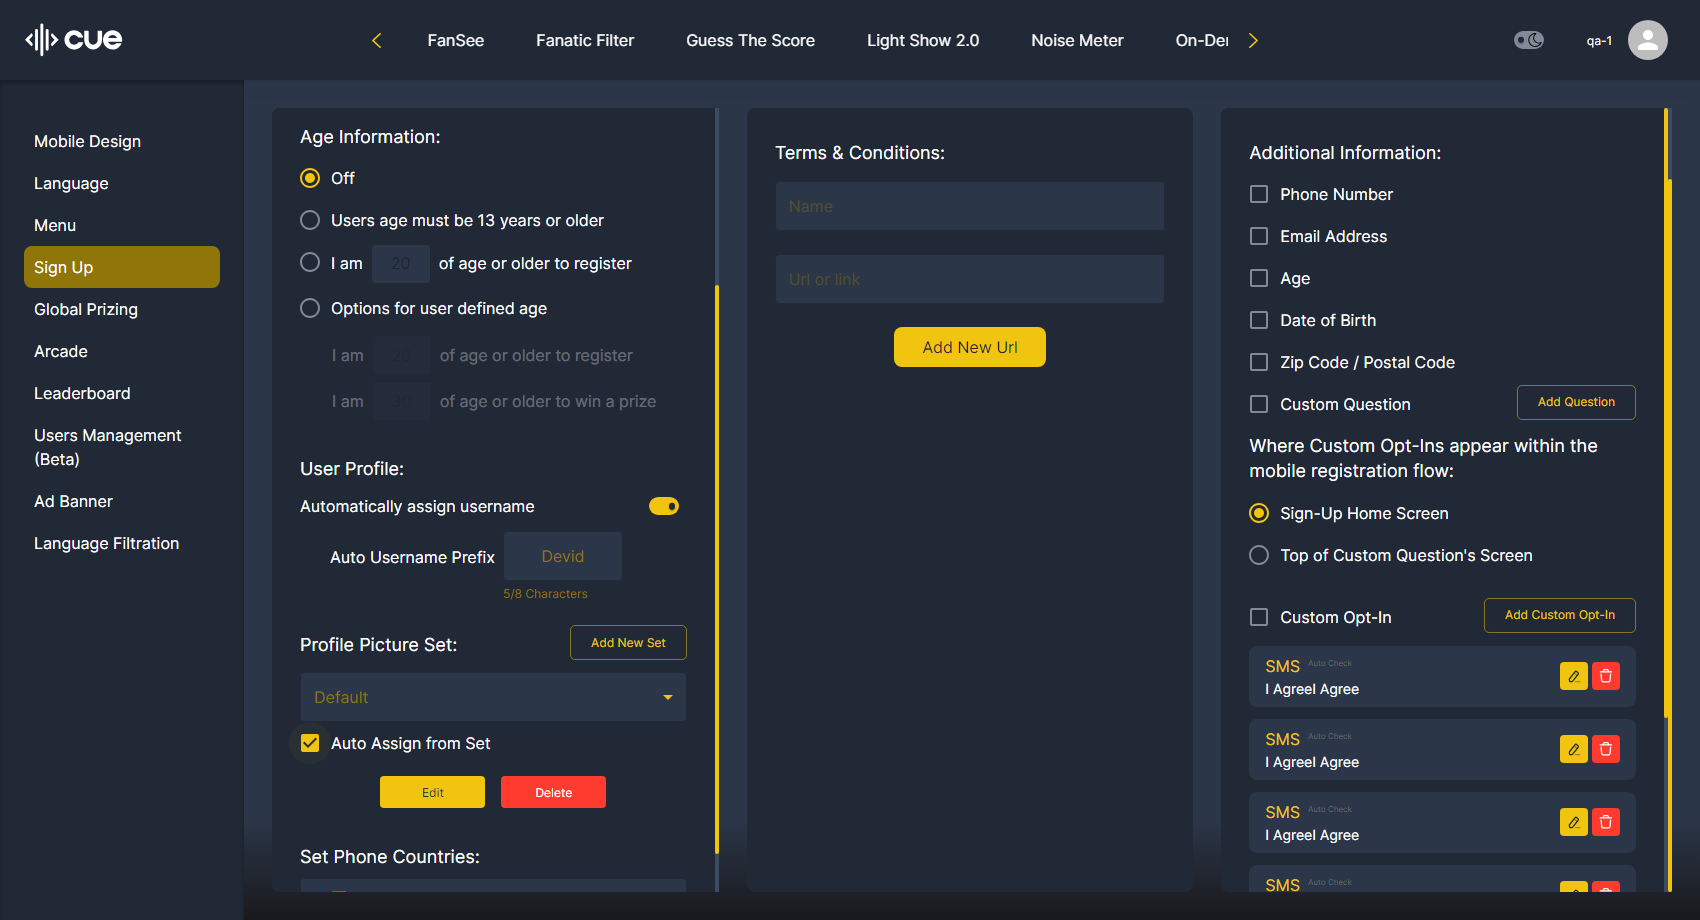 cue
FanSee
Fanatic Filter
Guess The Score
Light Show 2.0
Noise Meter
On-Der
qa-1
Mobile Design
Language
Menu
Sign Up
Global Prizing
Arcade
Leaderboard
Users Management
(Beta)
Ad Banner
Language Filtration
Age Information:
Off
Users age must be 13 years or older
I am 20 of age or older to register
Options for user defined age
I am 20 of age or older to register
I am of age or older to win a prize
User Profile:
Automatically assign username
Auto Username Prefix Devid
5/8 Characters
Profile Picture Set:
Add New Set
Default
Auto Assign from Set
Edit
Delete
Set Phone Countries:
Terms & Conditions:
Name
Url or link
Add New Url
Additional Information:
Phone Number
Email Address
Age
Date of Birth
Zip Code / Postal Code
Custom Question
Add Question
Where Custom Opt-Ins appear within the
mobile registration flow:
Sign-Up Home Screen
Top of Custom Question's Screen
Custom Opt-In
Add Custom Opt-In
SMS Auto Check
I AgreeI Agree
SMS Auto Check
I AgreeI Agree
SMS Auto Check
I AgreeI Agree
SMS Auto Check